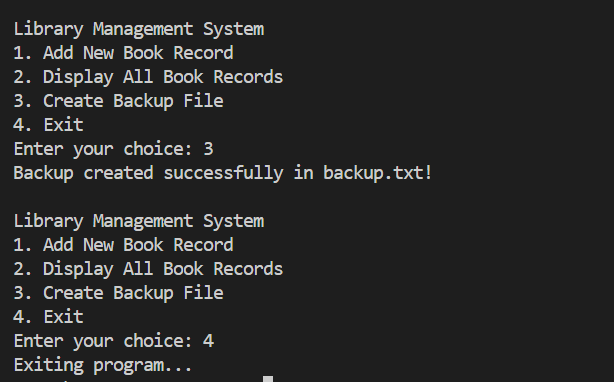 Library Management System
1. Add New Book Record
2. Display All Book Records
3. Create Backup File
4. Exit
Enter your choice: 3
Backup created successfully in backup.txt!
Library Management System
1. Add New Book Record
2. Display All Book Records
3. Create Backup File
4. Exit
Enter your choice: 4
Exiting program...